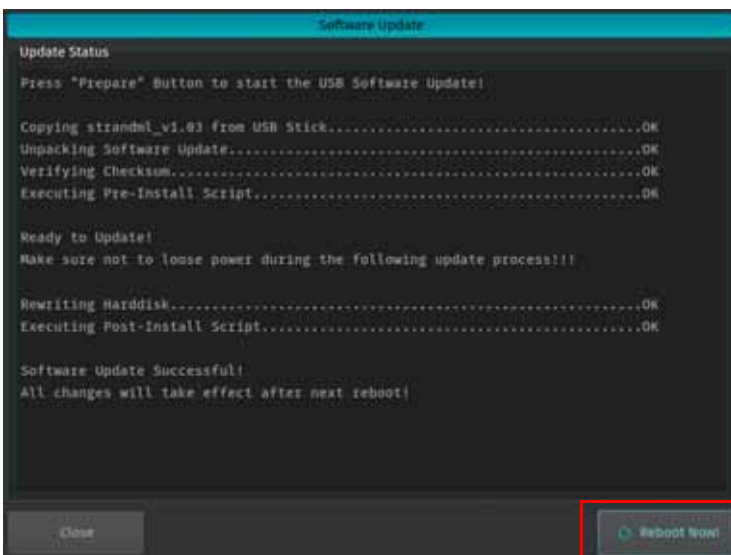 Software Update
Update Status
Press "Prepare" Button to start the USB Software Update!
Copying strandml_v1.03 from USB Stick......................................OK
Unpacking Software Update..................................................OK
Verifying Checksum.........................................................OK
Executing Pre-Install Script...............................................OK
Ready to Update!
Make sure not to loose power during the following update process!!!
Rewriting Harddisk.........................................................OK
Executing Post-Install Script..............................................OK
Software Update Successful!
All changes will take effect after next reboot!
Close
Reboot Now!